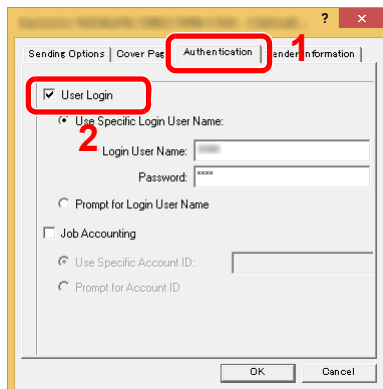 ?
Sending Options Cover Pag Authentication ender Information
1
User Login
Use Specific Login User Name:
2
Login User Name:
Password: ****
Prompt for Login User Name
Job Accounting
Use Specific Account ID:
Prompt for Account ID
OK Cancel